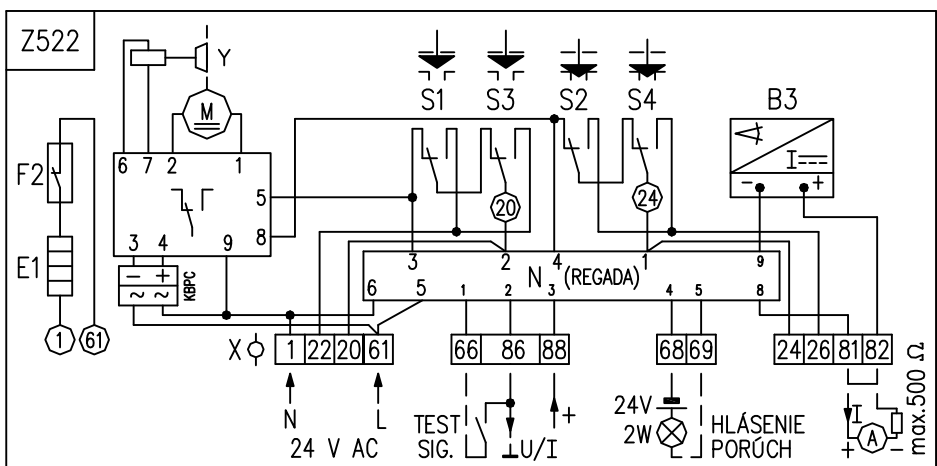 Z522
Y
M
S1 S3 S2 S4
B3
6 7 2 1
F2
5
I
8
- +
20
24
3 4 9
3 2 4 1 9
N (REGADA)
E1
- +
~ ~
KBPC
6 5 1 2 3 4 5 8
1 61
X 1 22 20 61 66 86 88 68 69 24 26 81 82
N L
24 V AC
TEST
SIG.
U/I
+
24V
2W
HLÁSENIE
PORÚCH
I
A
+ -
max.500 Ω